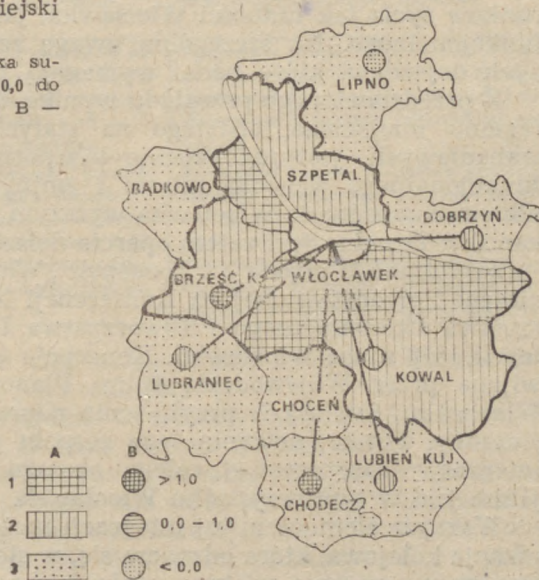 iejski
ka su-
0,0 do
B —
LIPNO
SZPETAL
BĄDKOWO
DOBRZYŃ
BRZEŚĆ K.
WŁOCŁAWEK
LUBRANIEC
KOWAL
CHOCEŃ
LUBIEŃ KUJ.
CHODECZ
A B
1 > 1,0
2 0,0 – 1,0
3 < 0,0